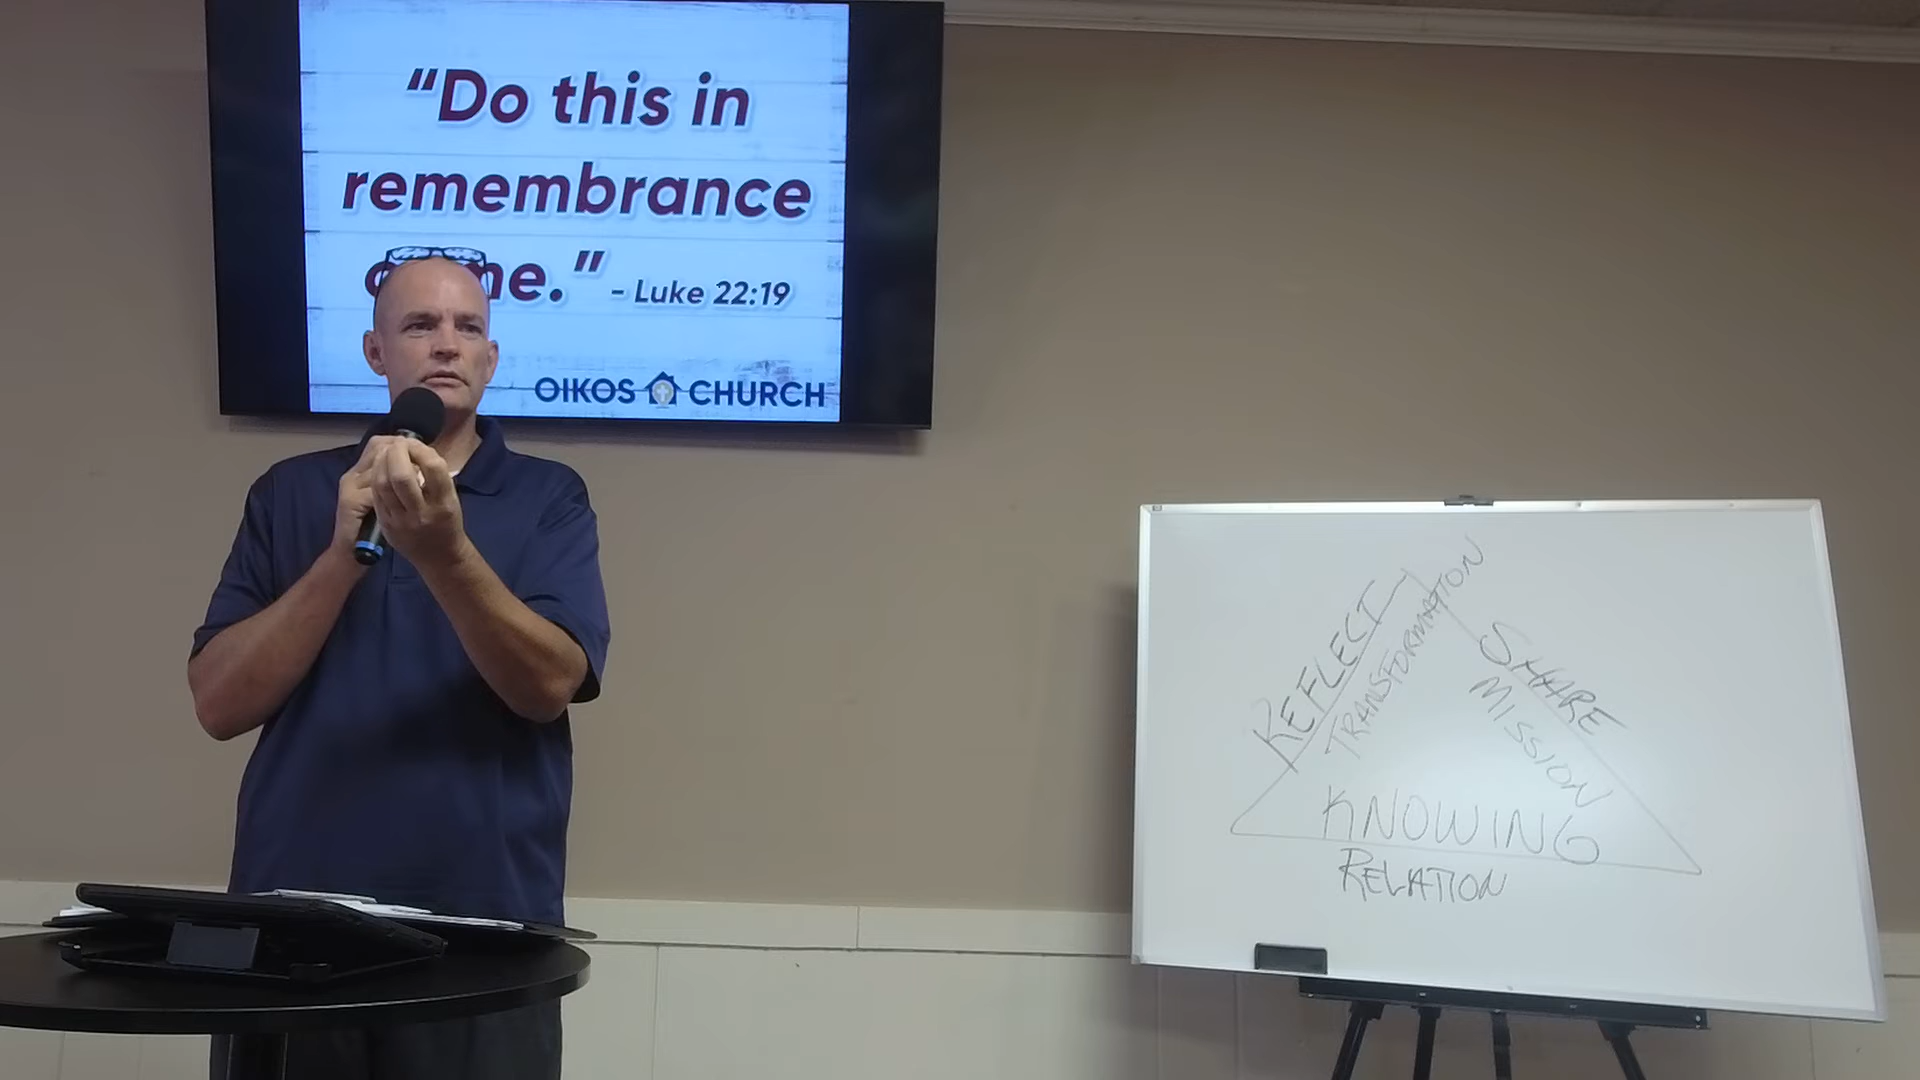 “Do this in
remembrance
me.” - Luke 22:19
OIKOS CHURCH
REFLECT
TRANSFORMATION
SHARE
MISSION
KNOWING
RELATION